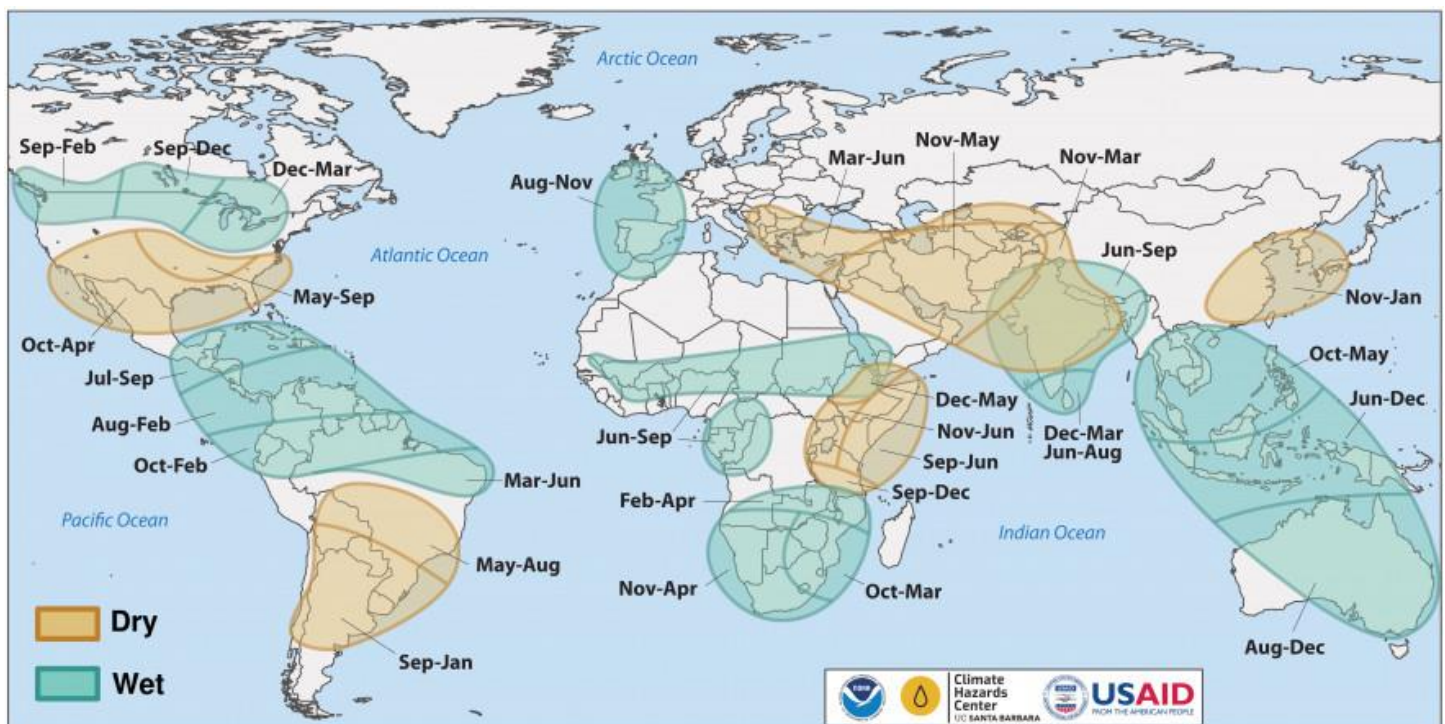 Arctic Ocean
Sep-Feb
Sep-Dec
Dec-Mar
Aug-Nov
Mar-Jun
Nov-May
Nov-Mar
Atlantic Ocean
Jun-Sep
May-Sep
Nov-Jan
Oct-Apr
Jul-Sep
Oct-May
Aug-Feb
Jun-Sep
Dec-May
Nov-Jun
Dec-Mar
Jun-Aug
Jun-Dec
Oct-Feb
Mar-Jun
Sep-Jun
Sep-Dec
Feb-Apr
Pacific Ocean
Indian Ocean
May-Aug
Nov-Apr
Oct-Mar
Dry
Sep-Jan
Aug-Dec
Wet
NOAA
Climate
Hazards
Center
UC SANTA BARBARA
USAID
FROM THE AMERICAN PEOPLE